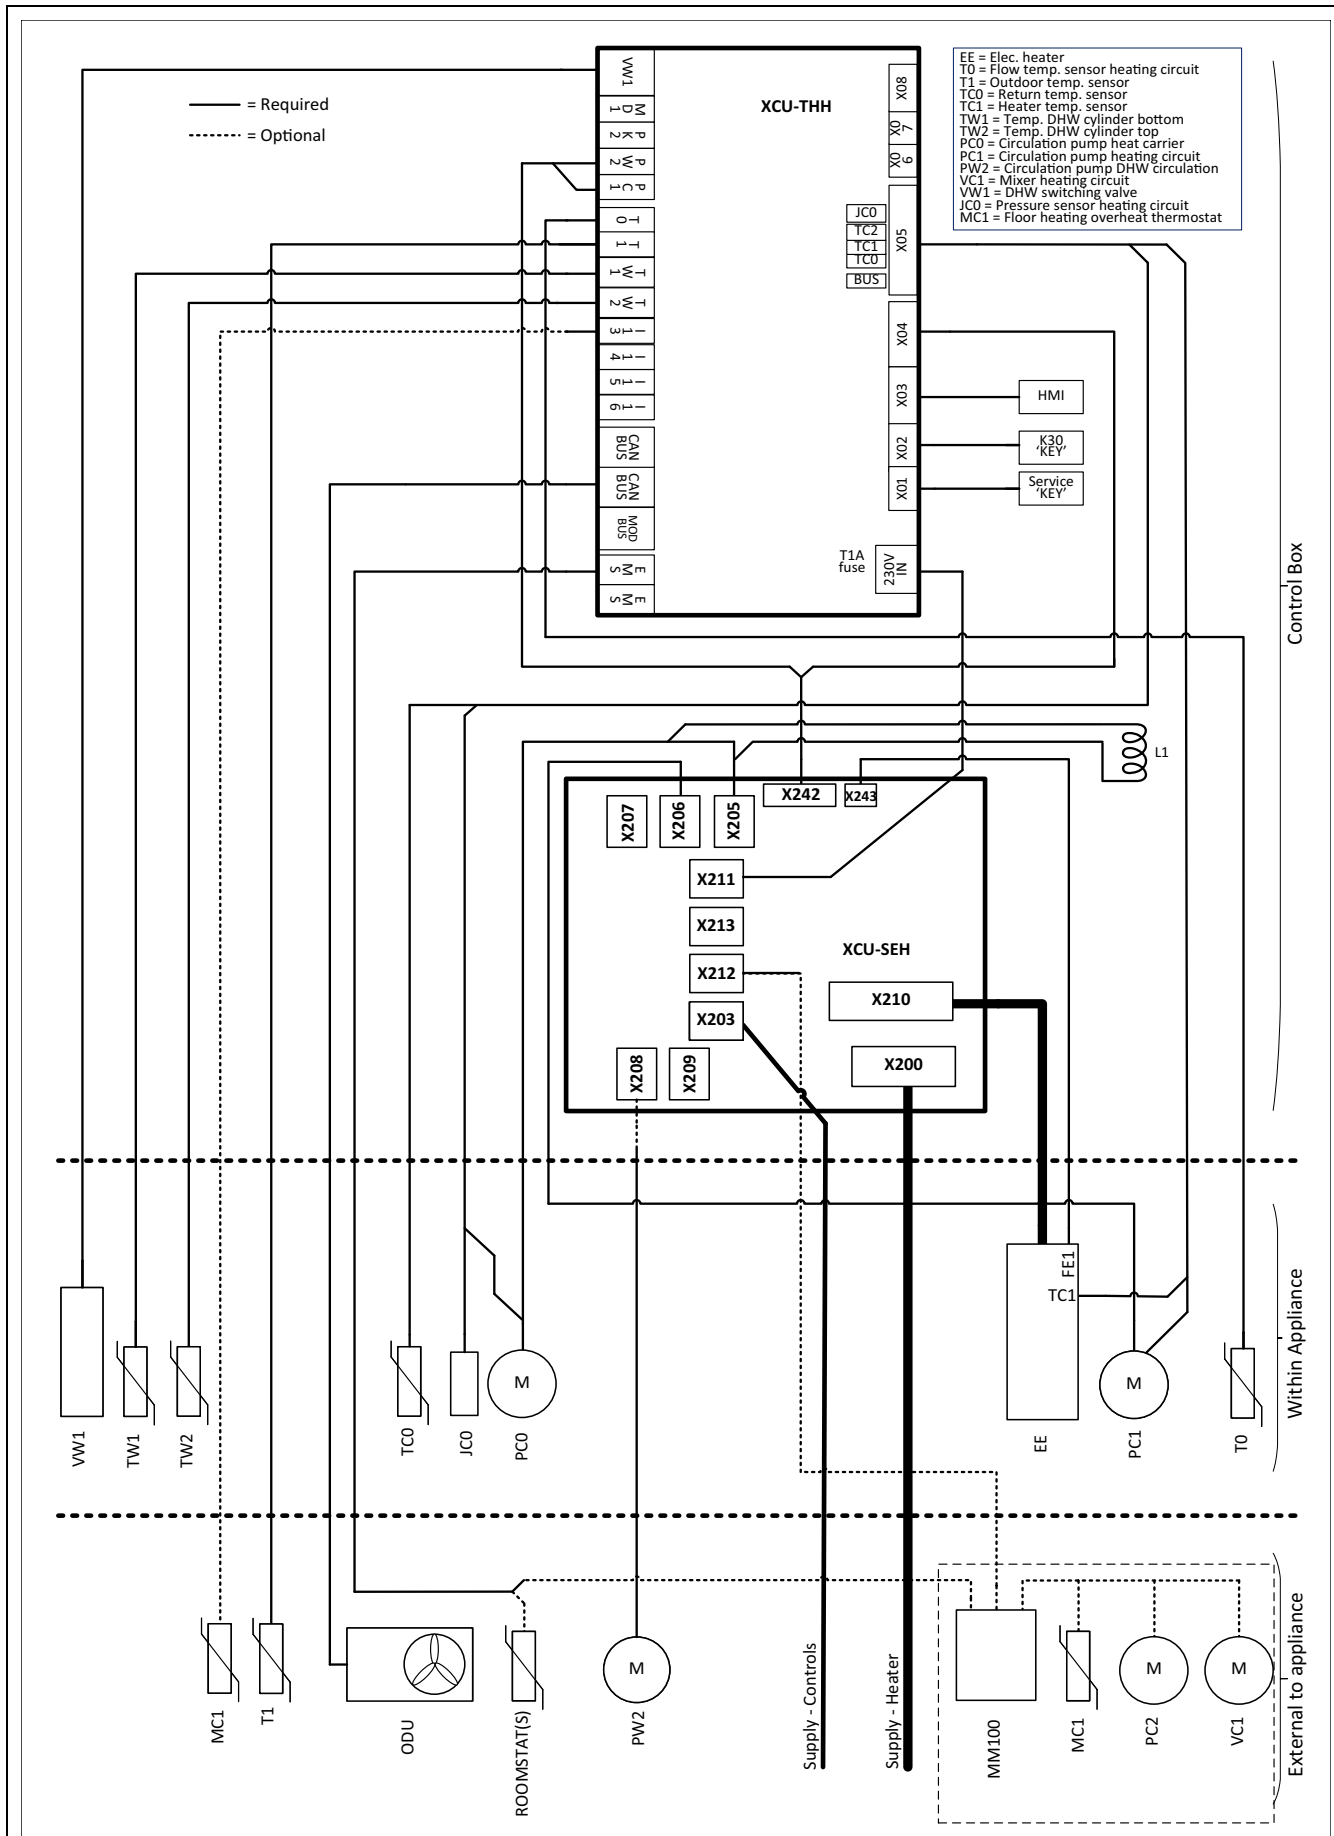 = Required
= Optional
XCU-THH
EE = Elec. heater
T0 = Flow temp. sensor heating circuit
T1 = Outdoor temp. sensor
TC0 = Return temp. sensor
TC1 = Heater temp. sensor
TW1 = Temp. DHW cylinder bottom
TW2 = Temp. DHW cylinder top
PC0 = Circulation pump heat carrier
PC1 = Circulation pump heating circuit
PW2 = Circulation pump DHW circulation
VC1 = Mixer heating circuit
VW1 = DHW switching valve
JC0 = Pressure sensor heating circuit
MC1 = Floor heating overheat thermostat
VW1
MD1
PK2
PW2
PC1
T0
T1
TW1
TW2
I13
I14
I15
I16
CAN
BUS
CAN
BUS
MOD
BUS
EMS
EMS
X08
X0
7
X0
6
X05
JC0
TC2
TC1
TC0
BUS
X04
X03
X02
X01
HMI
K30
'KEY'
Service
'KEY'
T1A
fuse
230V
IN
Control Box
L1
X207
X206
X205
X242
X243
X211
X213
X212
X203
XCU-SEH
X210
X200
X208
X209
FE1
TC1
M
M
VW1
TW1
TW2
TC0
JC0
PC0
EE
PC1
T0
Within Appliance
M
M
M
MC1
T1
ODU
ROOMSTAT(S)
PW2
Supply - Controls
Supply - Heater
MM100
MC1
PC2
VC1
External to appliance